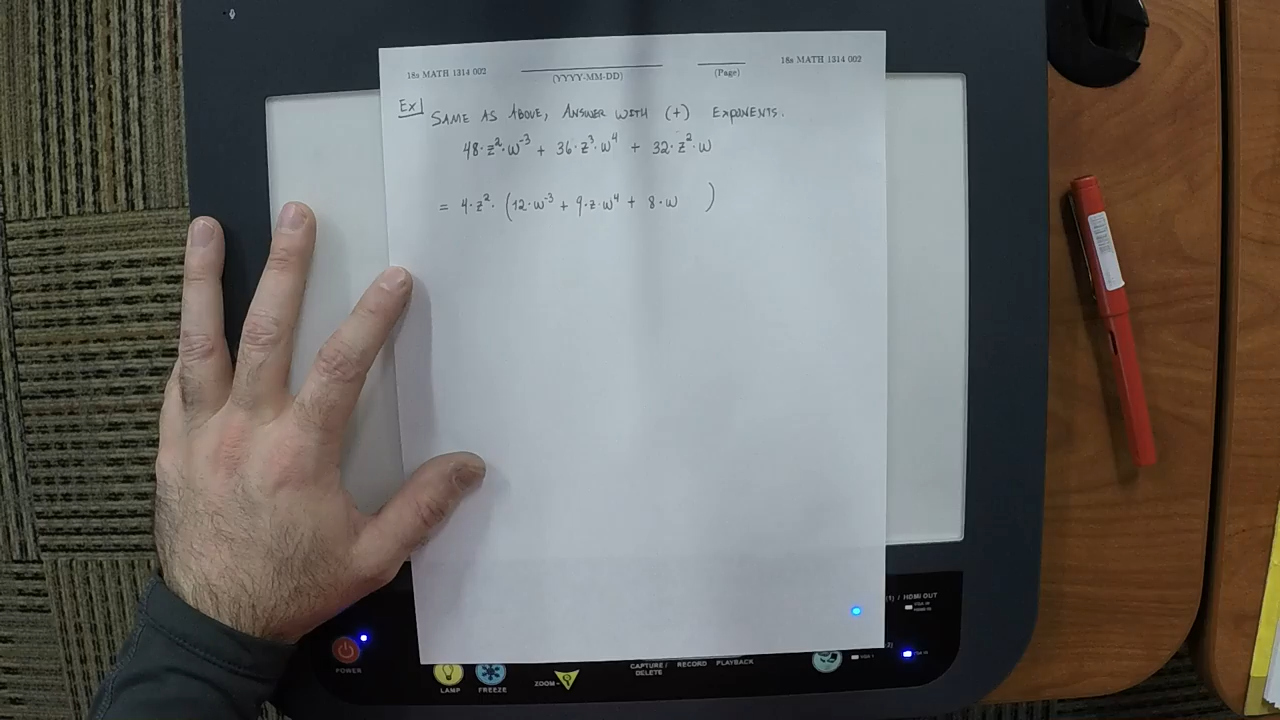 18s MATH 1314 002 (YYYY-MM-DD) (Page) 18s MATH 1314 002
Ex1 SAME AS ABOVE, ANSWER WITH (+) EXPONENTS.
48·z²·w⁻³ + 36·z³·w⁴ + 32·z²·w
= 4·z²·(12·w⁻³ + 9·z·w⁴ + 8·w )
/ HDMI OUT
POWER
LAMP
FREEZE
ZOOM
CAPTURE / DELETE
RECORD
PLAYBACK